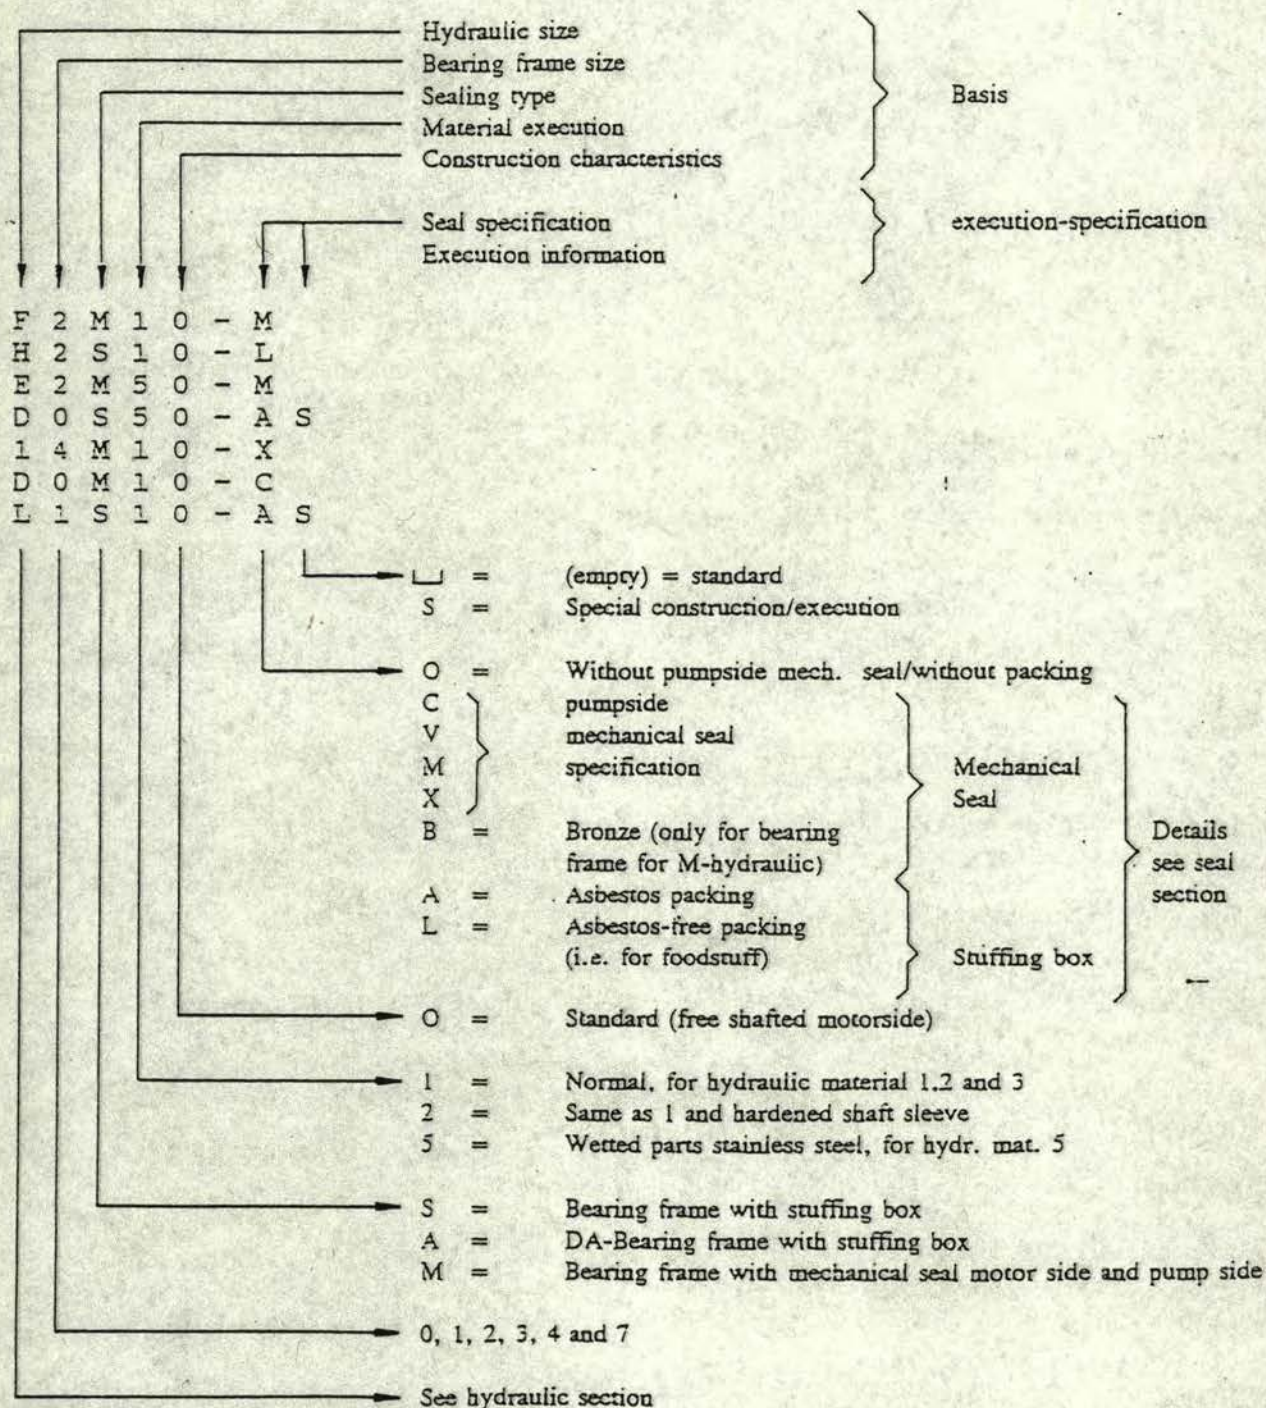 Hydraulic size
Bearing frame size
Sealing type
Basis
Material execution
Construction characteristics
Seal specification
execution-specification
Execution information
F 2 M 1 0 - M
H 2 S 1 0 - L
E 2 M 5 0 - M
D 0 S 5 0 - A S
1 4 M 1 0 - X
D 0 M 1 0 - C
L 1 S 1 0 - A S
⌴ = (empty) = standard
S = Special construction/execution
O = Without pumpside mech. seal/without packing
C pumpside
V mechanical seal
M specification
X
Mechanical
Seal
B = Bronze (only for bearing
frame for M-hydraulic)
A = Asbestos packing
L = Asbestos-free packing
(i.e. for foodstuff)
Stuffing box
Details
see seal
section
O = Standard (free shafted motorside)
1 = Normal, for hydraulic material 1,2 and 3
2 = Same as 1 and hardened shaft sleeve
5 = Wetted parts stainless steel, for hydr. mat. 5
S = Bearing frame with stuffing box
A = DA-Bearing frame with stuffing box
M = Bearing frame with mechanical seal motor side and pump side
0, 1, 2, 3, 4 and 7
See hydraulic section